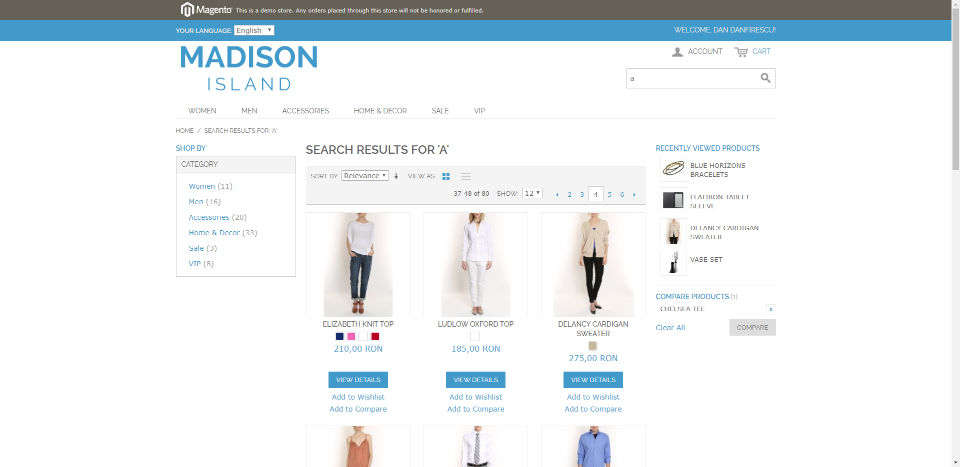 Magento® This is a demo store. Any orders placed through this store will not be honored or fulfilled.
YOUR LANGUAGE: English
WELCOME, DAN DANFIRESCU!
MADISON
ISLAND
ACCOUNT CART
a
WOMEN MEN ACCESSORIES HOME & DECOR SALE VIP
HOME / SEARCH RESULTS FOR: 'A'
SHOP BY
CATEGORY
Women (11)
Men (16)
Accessories (20)
Home & Decor (33)
Sale (3)
VIP (8)
SEARCH RESULTS FOR 'A'
SORT BY Relevance VIEW AS
37-48 of 80 SHOW: 12 2 3 4 5 6
ELIZABETH KNIT TOP
210,00 RON
VIEW DETAILS
Add to Wishlist
Add to Compare
LUDLOW OXFORD TOP
185,00 RON
VIEW DETAILS
Add to Wishlist
Add to Compare
DELANCY CARDIGAN
SWEATER
275,00 RON
VIEW DETAILS
Add to Wishlist
Add to Compare
RECENTLY VIEWED PRODUCTS
BLUE HORIZONS
BRACELETS
FLATIRON TABLET
SLEEVE
DELANCY CARDIGAN
SWEATER
VASE SET
COMPARE PRODUCTS (1)
CHELSEA TEE x
Clear All COMPARE